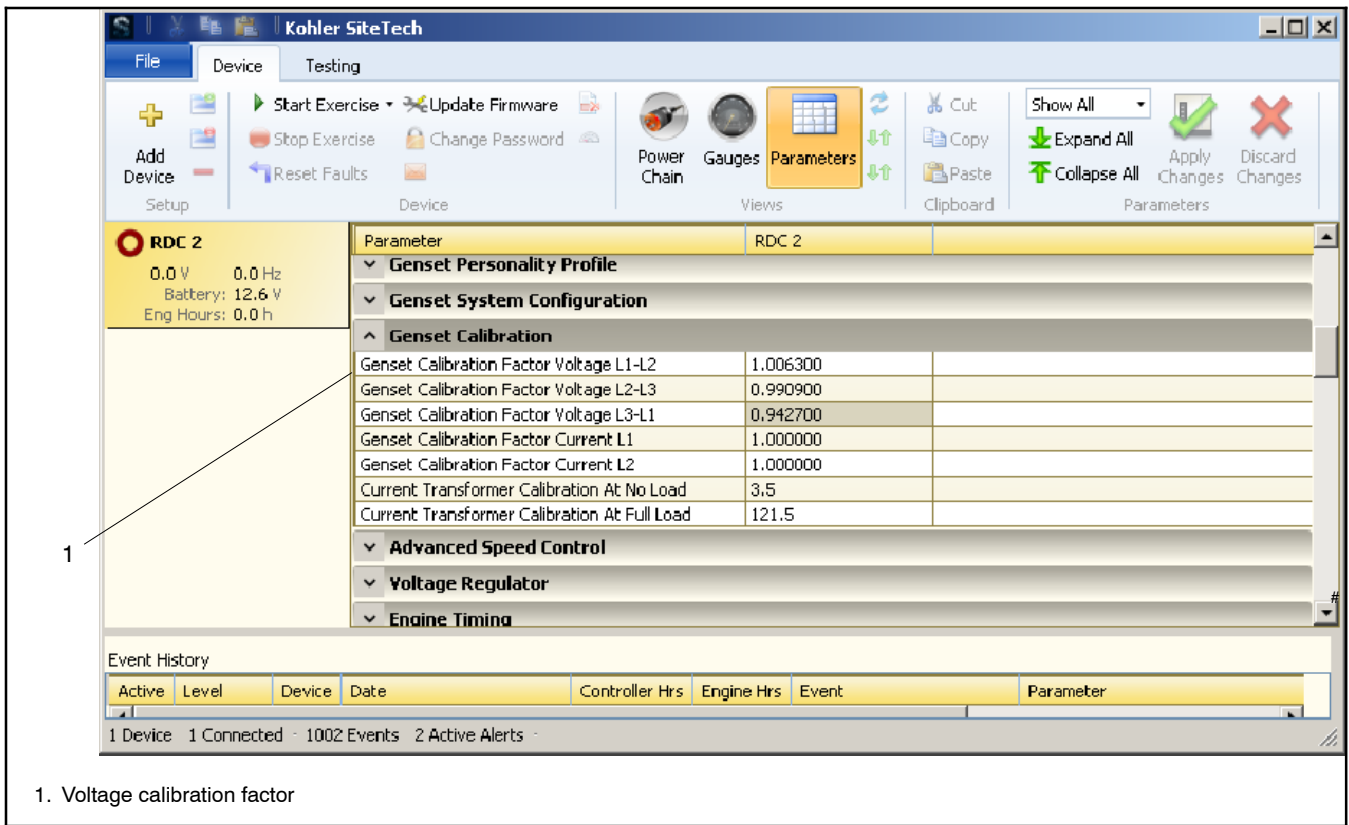 Kohler SiteTech
File Device Testing
Add Device
Start Exercise
Stop Exercise
Reset Faults
Update Firmware
Change Password
Power Chain
Gauges
Parameters
Cut
Copy
Paste
Show All
Expand All
Collapse All
Apply Changes
Discard Changes
Setup Device Views Clipboard Parameters
RDC 2
0.0 V 0.0 Hz
Battery: 12.6 V
Eng Hours: 0.0 h
Parameter RDC 2
Genset Personality Profile
Genset System Configuration
Genset Calibration
Genset Calibration Factor Voltage L1-L2 1.006300
Genset Calibration Factor Voltage L2-L3 0.990900
Genset Calibration Factor Voltage L3-L1 0.942700
Genset Calibration Factor Current L1 1.000000
Genset Calibration Factor Current L2 1.000000
Current Transformer Calibration At No Load 3.5
Current Transformer Calibration At Full Load 121.5
Advanced Speed Control
Voltage Regulator
Engine Timing
#
1
Event History
Active Level Device Date Controller Hrs Engine Hrs Event Parameter
1 Device 1 Connected - 1002 Events 2 Active Alerts -
1. Voltage calibration factor